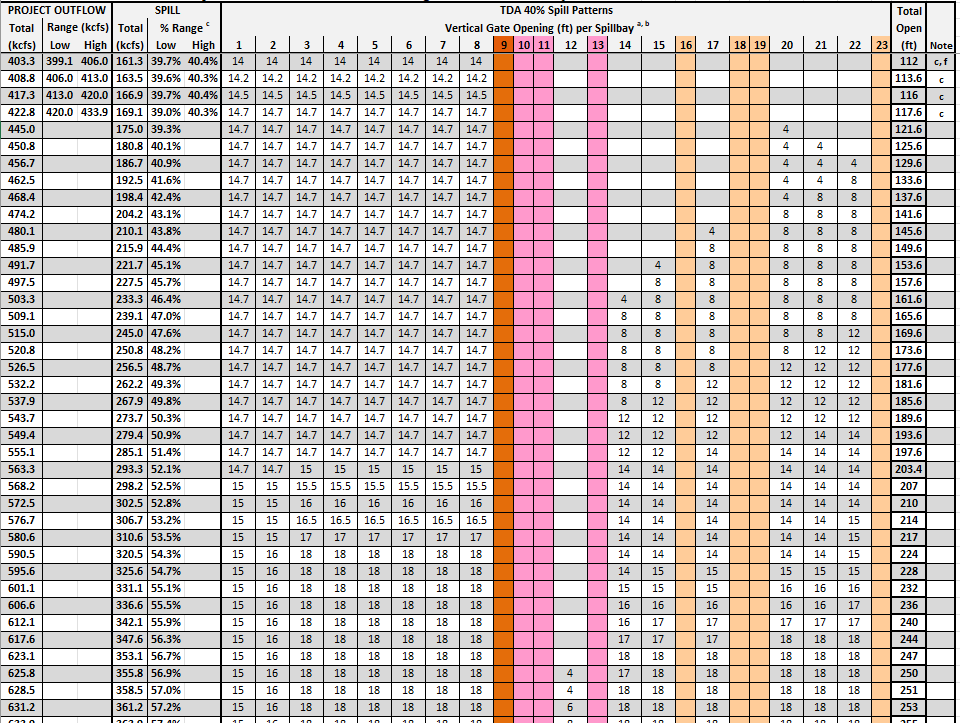 PROJECT OUTFLOW SPILL TDA 40% Spill Patterns Total
Total Range (kcfs) Total % Range c Vertical Gate Opening (ft) per Spillbay a, b Open
(kcfs) Low High (kcfs) Low High 1 2 3 4 5 6 7 8 9 10 11 12 13 14 15 16 17 18 19 20 21 22 23 (ft) Note
403.3 399.1 406.0 161.3 39.7% 40.4% 14 14 14 14 14 14 14 14 112 c, f
408.8 406.0 413.0 163.5 39.6% 40.3% 14.2 14.2 14.2 14.2 14.2 14.2 14.2 14.2 113.6 c
417.3 413.0 420.0 166.9 39.7% 40.4% 14.5 14.5 14.5 14.5 14.5 14.5 14.5 14.5 116 c
422.8 420.0 433.9 169.1 39.0% 40.3% 14.7 14.7 14.7 14.7 14.7 14.7 14.7 14.7 117.6 c
445.0 175.0 39.3% 14.7 14.7 14.7 14.7 14.7 14.7 14.7 14.7 4 121.6
450.8 180.8 40.1% 14.7 14.7 14.7 14.7 14.7 14.7 14.7 14.7 4 4 125.6
456.7 186.7 40.9% 14.7 14.7 14.7 14.7 14.7 14.7 14.7 14.7 4 4 4 129.6
462.5 192.5 41.6% 14.7 14.7 14.7 14.7 14.7 14.7 14.7 14.7 4 4 8 133.6
468.4 198.4 42.4% 14.7 14.7 14.7 14.7 14.7 14.7 14.7 14.7 4 8 8 137.6
474.2 204.2 43.1% 14.7 14.7 14.7 14.7 14.7 14.7 14.7 14.7 8 8 8 141.6
480.1 210.1 43.8% 14.7 14.7 14.7 14.7 14.7 14.7 14.7 14.7 4 8 8 8 145.6
485.9 215.9 44.4% 14.7 14.7 14.7 14.7 14.7 14.7 14.7 14.7 8 8 8 8 149.6
491.7 221.7 45.1% 14.7 14.7 14.7 14.7 14.7 14.7 14.7 14.7 4 8 8 8 8 153.6
497.5 227.5 45.7% 14.7 14.7 14.7 14.7 14.7 14.7 14.7 14.7 8 8 8 8 8 157.6
503.3 233.3 46.4% 14.7 14.7 14.7 14.7 14.7 14.7 14.7 14.7 4 8 8 8 8 8 161.6
509.1 239.1 47.0% 14.7 14.7 14.7 14.7 14.7 14.7 14.7 14.7 8 8 8 8 8 8 165.6
515.0 245.0 47.6% 14.7 14.7 14.7 14.7 14.7 14.7 14.7 14.7 8 8 8 8 8 12 169.6
520.8 250.8 48.2% 14.7 14.7 14.7 14.7 14.7 14.7 14.7 14.7 8 8 8 8 12 12 173.6
526.5 256.5 48.7% 14.7 14.7 14.7 14.7 14.7 14.7 14.7 14.7 8 8 8 12 12 12 177.6
532.2 262.2 49.3% 14.7 14.7 14.7 14.7 14.7 14.7 14.7 14.7 8 8 12 12 12 12 181.6
537.9 267.9 49.8% 14.7 14.7 14.7 14.7 14.7 14.7 14.7 14.7 8 12 12 12 12 12 185.6
543.7 273.7 50.3% 14.7 14.7 14.7 14.7 14.7 14.7 14.7 14.7 12 12 12 12 12 12 189.6
549.4 279.4 50.9% 14.7 14.7 14.7 14.7 14.7 14.7 14.7 14.7 12 12 12 12 14 14 193.6
555.1 285.1 51.4% 14.7 14.7 14.7 14.7 14.7 14.7 14.7 14.7 12 12 14 14 14 14 197.6
563.3 293.3 52.1% 14.7 14.7 15 15 15 15 15 15 14 14 14 14 14 14 203.4
568.2 298.2 52.5% 15 15 15.5 15.5 15.5 15.5 15.5 15.5 14 14 14 14 14 14 207
572.5 302.5 52.8% 15 15 16 16 16 16 16 16 14 14 14 14 14 14 210
576.7 306.7 53.2% 15 15 16.5 16.5 16.5 16.5 16.5 16.5 14 14 14 14 14 15 214
580.6 310.6 53.5% 15 15 17 17 17 17 17 17 14 14 14 14 14 15 217
590.5 320.5 54.3% 15 16 18 18 18 18 18 18 14 14 14 14 14 15 224
595.6 325.6 54.7% 15 16 18 18 18 18 18 18 14 15 15 15 15 15 228
601.1 331.1 55.1% 15 16 18 18 18 18 18 18 15 15 15 16 16 16 232
606.6 336.6 55.5% 15 16 18 18 18 18 18 18 16 16 16 16 16 17 236
612.1 342.1 55.9% 15 16 18 18 18 18 18 18 16 17 17 17 17 17 240
617.6 347.6 56.3% 15 16 18 18 18 18 18 18 17 17 17 18 18 18 244
623.1 353.1 56.7% 15 16 18 18 18 18 18 18 18 18 18 18 18 18 247
625.8 355.8 56.9% 15 16 18 18 18 18 18 18 4 17 18 18 18 18 18 250
628.5 358.5 57.0% 15 16 18 18 18 18 18 18 4 18 18 18 18 18 18 251
631.2 361.2 57.2% 15 16 18 18 18 18 18 18 6 18 18 18 18 18 18 253